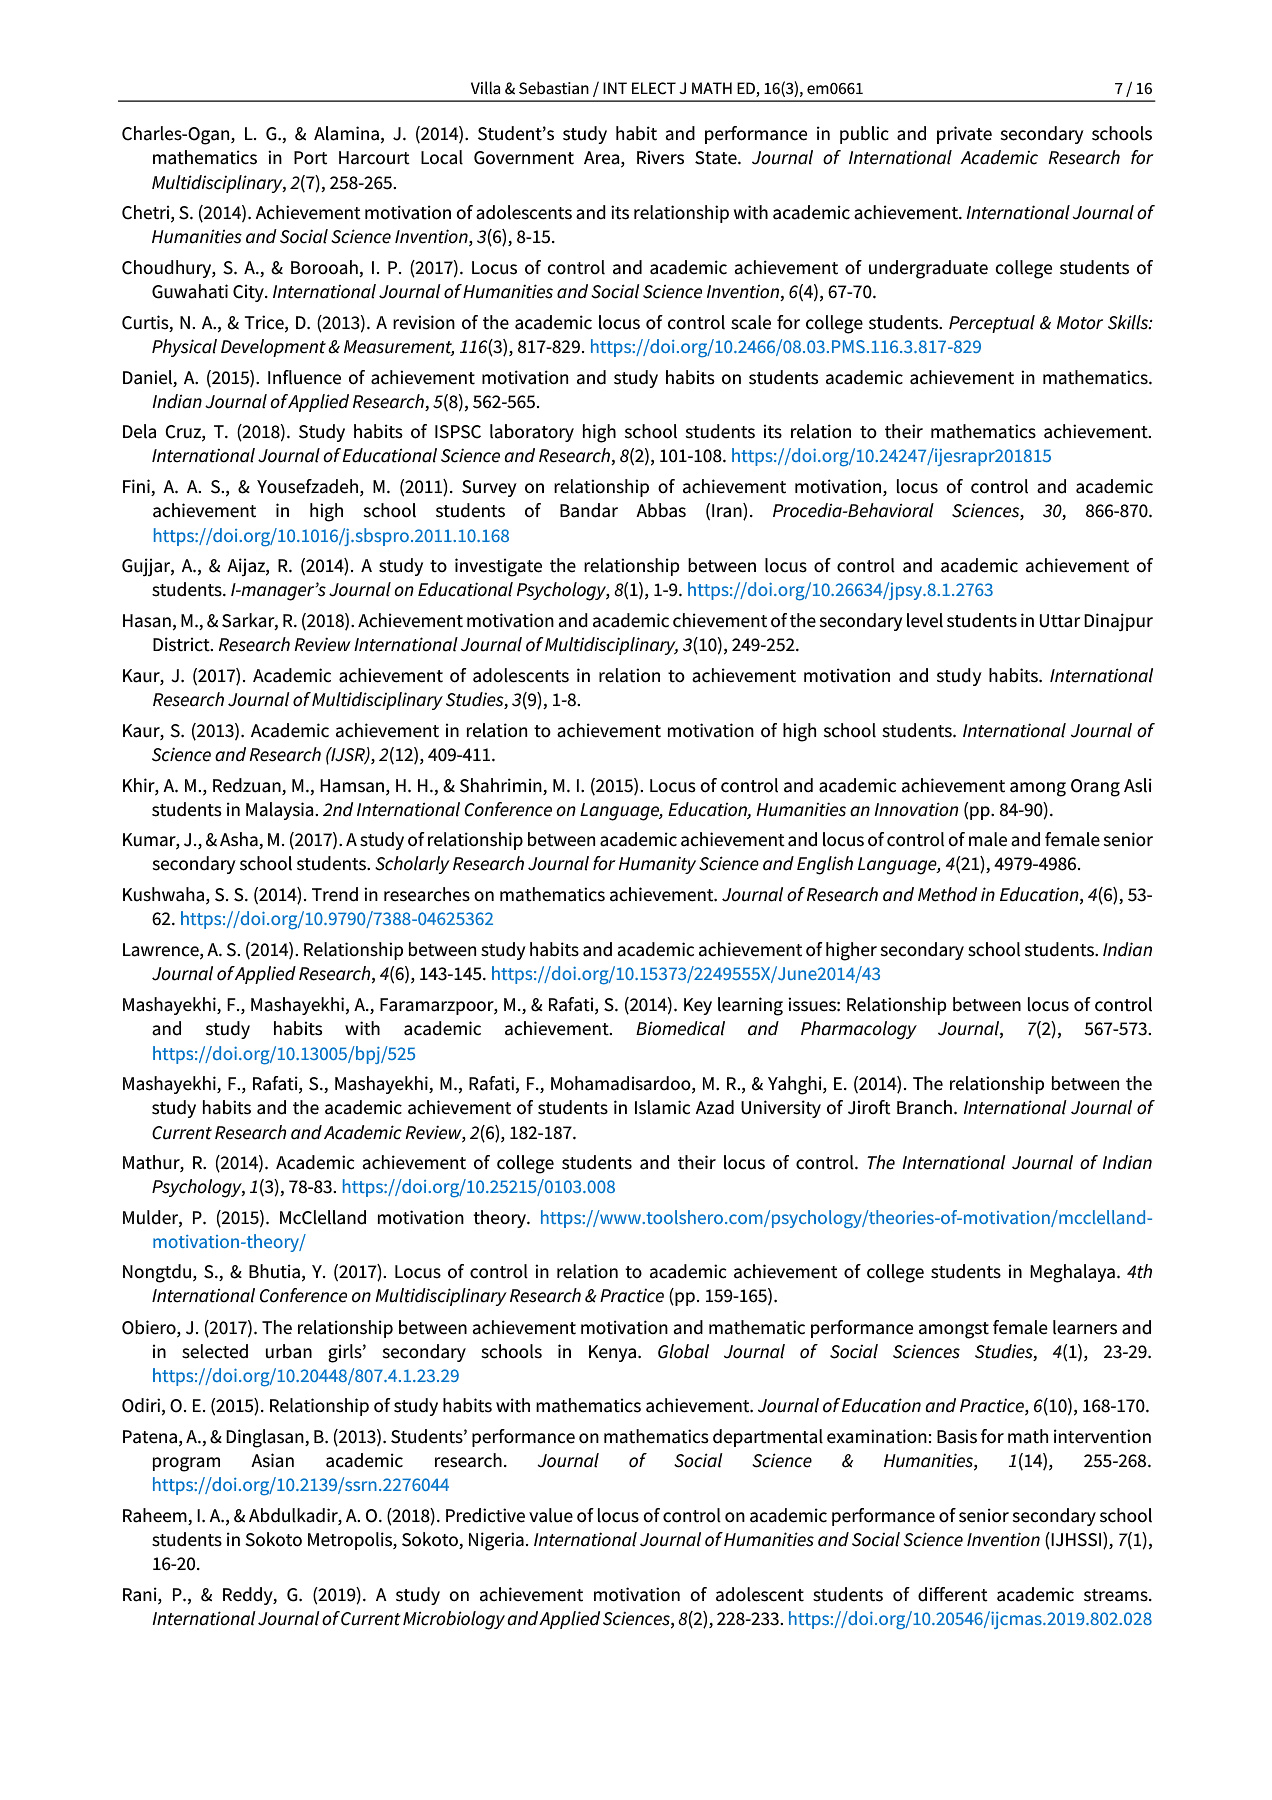 Villa & Sebastian / INT ELECT J MATH ED, 16(3), em0661
7 / 16
Charles-Ogan, L. G., & Alamina, J. (2014). Student’s study habit and performance in public and private secondary schools
mathematics in Port Harcourt Local Government Area, Rivers State. Journal of International Academic Research for
Multidisciplinary, 2(7), 258-265.
Chetri, S. (2014). Achievement motivation of adolescents and its relationship with academic achievement. International Journal of
Humanities and Social Science Invention, 3(6), 8-15.
Choudhury, S. A., & Borooah, I. P. (2017). Locus of control and academic achievement of undergraduate college students of
Guwahati City. International Journal of Humanities and Social Science Invention, 6(4), 67-70.
Curtis, N. A., & Trice, D. (2013). A revision of the academic locus of control scale for college students. Perceptual & Motor Skills:
Physical Development & Measurement, 116(3), 817-829. https://doi.org/10.2466/08.03.PMS.116.3.817-829
Daniel, A. (2015). Influence of achievement motivation and study habits on students academic achievement in mathematics.
Indian Journal of Applied Research, 5(8), 562-565.
Dela Cruz, T. (2018). Study habits of ISPSC laboratory high school students its relation to their mathematics achievement.
International Journal of Educational Science and Research, 8(2), 101-108. https://doi.org/10.24247/ijesrapr201815
Fini, A. A. S., & Yousefzadeh, M. (2011). Survey on relationship of achievement motivation, locus of control and academic
achievement in high school students of Bandar Abbas (Iran). Procedia-Behavioral Sciences, 30, 866-870.
https://doi.org/10.1016/j.sbspro.2011.10.168
Gujjar, A., & Aijaz, R. (2014). A study to investigate the relationship between locus of control and academic achievement of
students. I-manager’s Journal on Educational Psychology, 8(1), 1-9. https://doi.org/10.26634/jpsy.8.1.2763
Hasan, M., & Sarkar, R. (2018). Achievement motivation and academic chievement of the secondary level students in Uttar Dinajpur
District. Research Review International Journal of Multidisciplinary, 3(10), 249-252.
Kaur, J. (2017). Academic achievement of adolescents in relation to achievement motivation and study habits. International
Research Journal of Multidisciplinary Studies, 3(9), 1-8.
Kaur, S. (2013). Academic achievement in relation to achievement motivation of high school students. International Journal of
Science and Research (IJSR), 2(12), 409-411.
Khir, A. M., Redzuan, M., Hamsan, H. H., & Shahrimin, M. I. (2015). Locus of control and academic achievement among Orang Asli
students in Malaysia. 2nd International Conference on Language, Education, Humanities an Innovation (pp. 84-90).
Kumar, J., & Asha, M. (2017). A study of relationship between academic achievement and locus of control of male and female senior
secondary school students. Scholarly Research Journal for Humanity Science and English Language, 4(21), 4979-4986.
Kushwaha, S. S. (2014). Trend in researches on mathematics achievement. Journal of Research and Method in Education, 4(6), 53-
62. https://doi.org/10.9790/7388-04625362
Lawrence, A. S. (2014). Relationship between study habits and academic achievement of higher secondary school students. Indian
Journal of Applied Research, 4(6), 143-145. https://doi.org/10.15373/2249555X/June2014/43
Mashayekhi, F., Mashayekhi, A., Faramarzpoor, M., & Rafati, S. (2014). Key learning issues: Relationship between locus of control
and study habits with academic achievement. Biomedical and Pharmacology Journal, 7(2), 567-573.
https://doi.org/10.13005/bpj/525
Mashayekhi, F., Rafati, S., Mashayekhi, M., Rafati, F., Mohamadisardoo, M. R., & Yahghi, E. (2014). The relationship between the
study habits and the academic achievement of students in Islamic Azad University of Jiroft Branch. International Journal of
Current Research and Academic Review, 2(6), 182-187.
Mathur, R. (2014). Academic achievement of college students and their locus of control. The International Journal of Indian
Psychology, 1(3), 78-83. https://doi.org/10.25215/0103.008
Mulder, P. (2015). McClelland motivation theory. https://www.toolshero.com/psychology/theories-of-motivation/mcclelland-
motivation-theory/
Nongtdu, S., & Bhutia, Y. (2017). Locus of control in relation to academic achievement of college students in Meghalaya. 4th
International Conference on Multidisciplinary Research & Practice (pp. 159-165).
Obiero, J. (2017). The relationship between achievement motivation and mathematic performance amongst female learners and
in selected urban girls’ secondary schools in Kenya. Global Journal of Social Sciences Studies, 4(1), 23-29.
https://doi.org/10.20448/807.4.1.23.29
Odiri, O. E. (2015). Relationship of study habits with mathematics achievement. Journal of Education and Practice, 6(10), 168-170.
Patena, A., & Dinglasan, B. (2013). Students’ performance on mathematics departmental examination: Basis for math intervention
program Asian academic research. Journal of Social Science & Humanities, 1(14), 255-268.
https://doi.org/10.2139/ssrn.2276044
Raheem, I. A., & Abdulkadir, A. O. (2018). Predictive value of locus of control on academic performance of senior secondary school
students in Sokoto Metropolis, Sokoto, Nigeria. International Journal of Humanities and Social Science Invention (IJHSSI), 7(1),
16-20.
Rani, P., & Reddy, G. (2019). A study on achievement motivation of adolescent students of different academic streams.
International Journal of Current Microbiology and Applied Sciences, 8(2), 228-233. https://doi.org/10.20546/ijcmas.2019.802.028